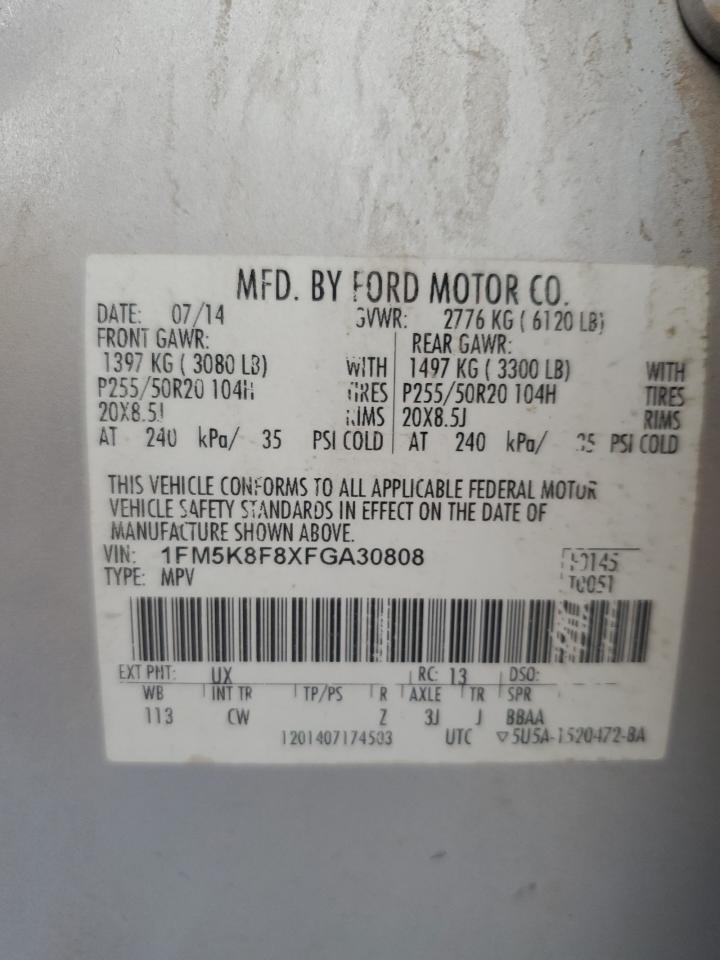 MFD. BY FORD MOTOR CO.
DATE: 07/14 GVWR: 2776 KG ( 6120 LB)
FRONT GAWR: REAR GAWR:
1397 KG ( 3080 LB) WITH 1497 KG ( 3300 LB) WITH
P255/50R20 104H TIRES P255/50R20 104H TIRES
20X8.5J RIMS 20X8.5J RIMS
AT 240 kPa/ 35 PSI COLD AT 240 kPa/ 35 PSI COLD
THIS VEHICLE CONFORMS TO ALL APPLICABLE FEDERAL MOTOR
VEHICLE SAFETY STANDARDS IN EFFECT ON THE DATE OF
MANUFACTURE SHOWN ABOVE.
VIN: 1FM5K8F8XFGA30808
TYPE: MPV T0051
EXT PNT: UX RC: 13 DSO:
WB INT TR TP/PS R AXLE TR SPR
113 CW Z 3J J BBAA
1201407174503 UTC ▽5U5A-1520472-BA